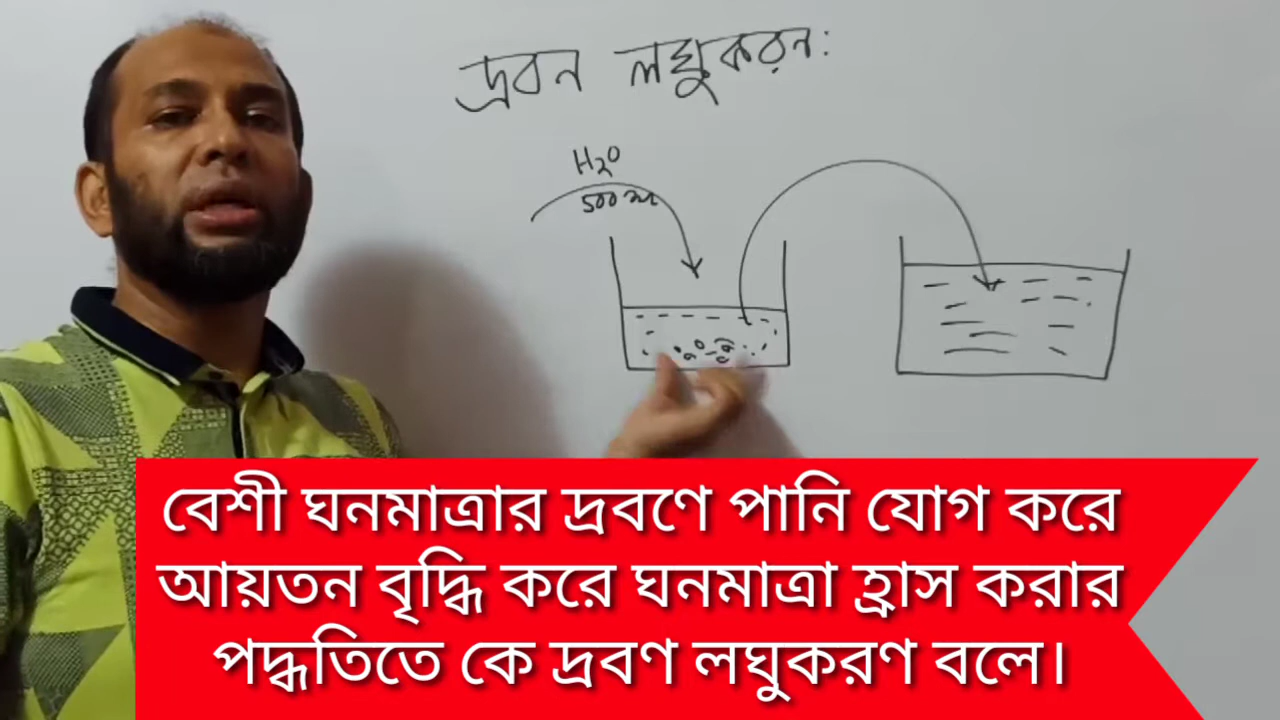 দ্রবন লঘুকরন:
H₂O
500 ml
বেশী ঘনমাত্রার দ্রবণে পানি যোগ করে
আয়তন বৃদ্ধি করে ঘনমাত্রা হ্রাস করার
পদ্ধতিতে কে দ্রবণ লঘুকরণ বলে।